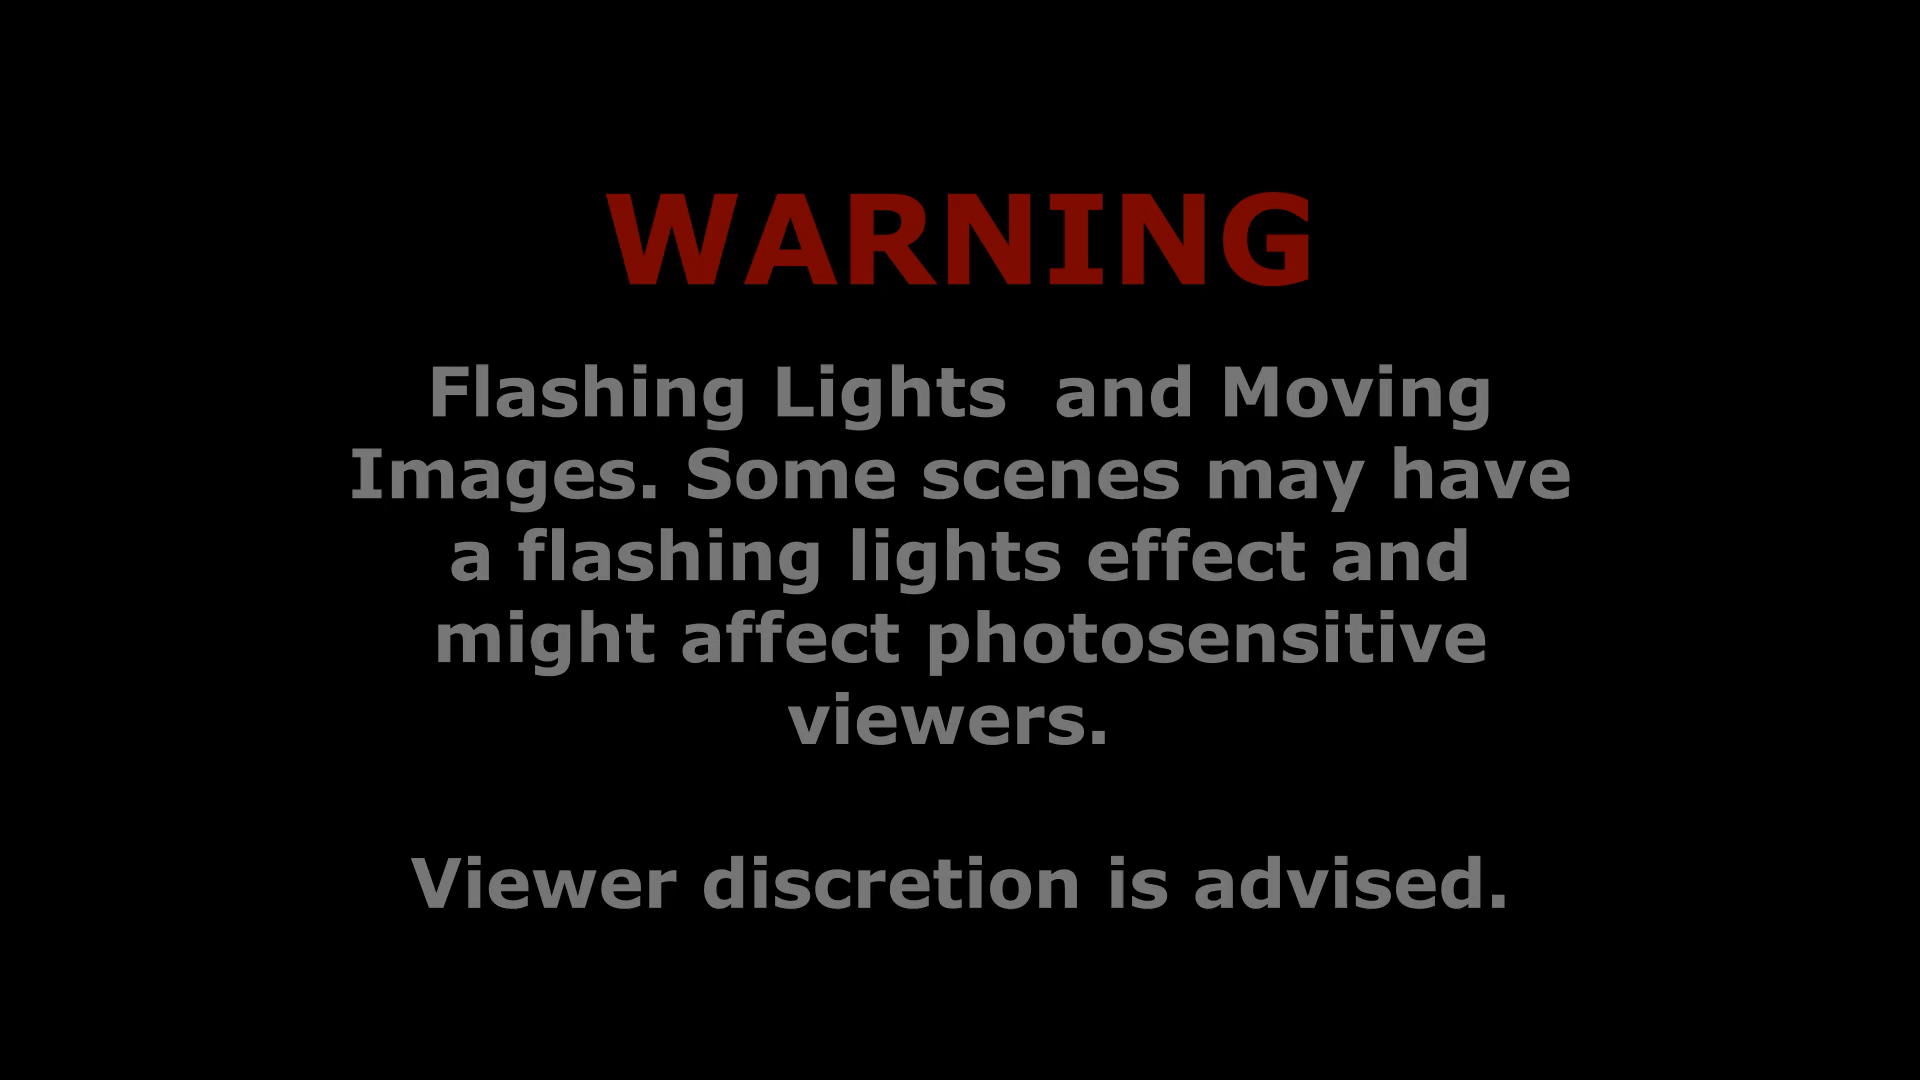 WARNING
Flashing Lights  and Moving
Images. Some scenes may have
a flashing lights effect and
might affect photosensitive
viewers.
Viewer discretion is advised.